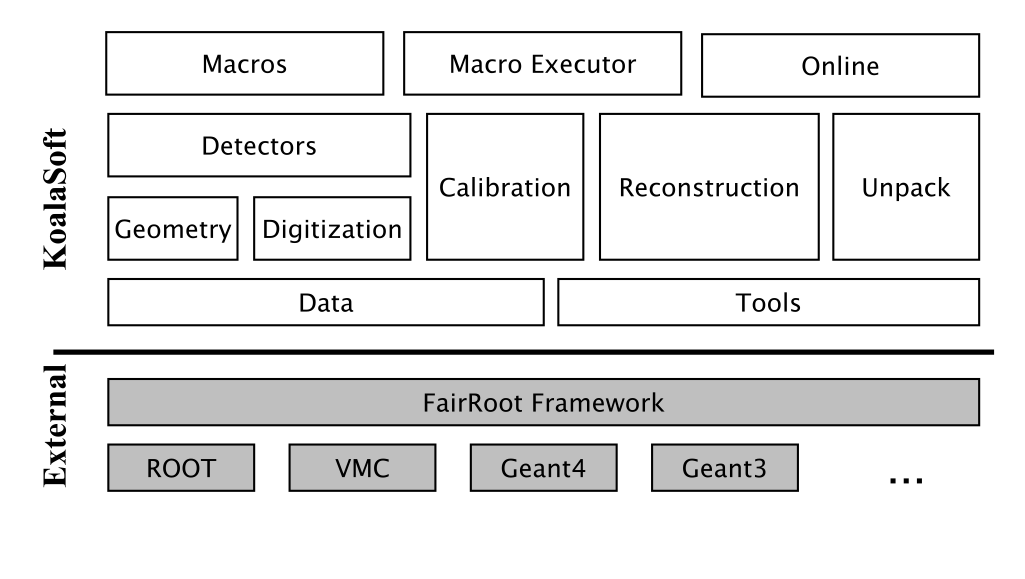 KoalaSoft
Macros
Macro Executor
Online
Detectors
Geometry
Digitization
Calibration
Reconstruction
Unpack
Data
Tools
External
FairRoot Framework
ROOT
VMC
Geant4
Geant3
...